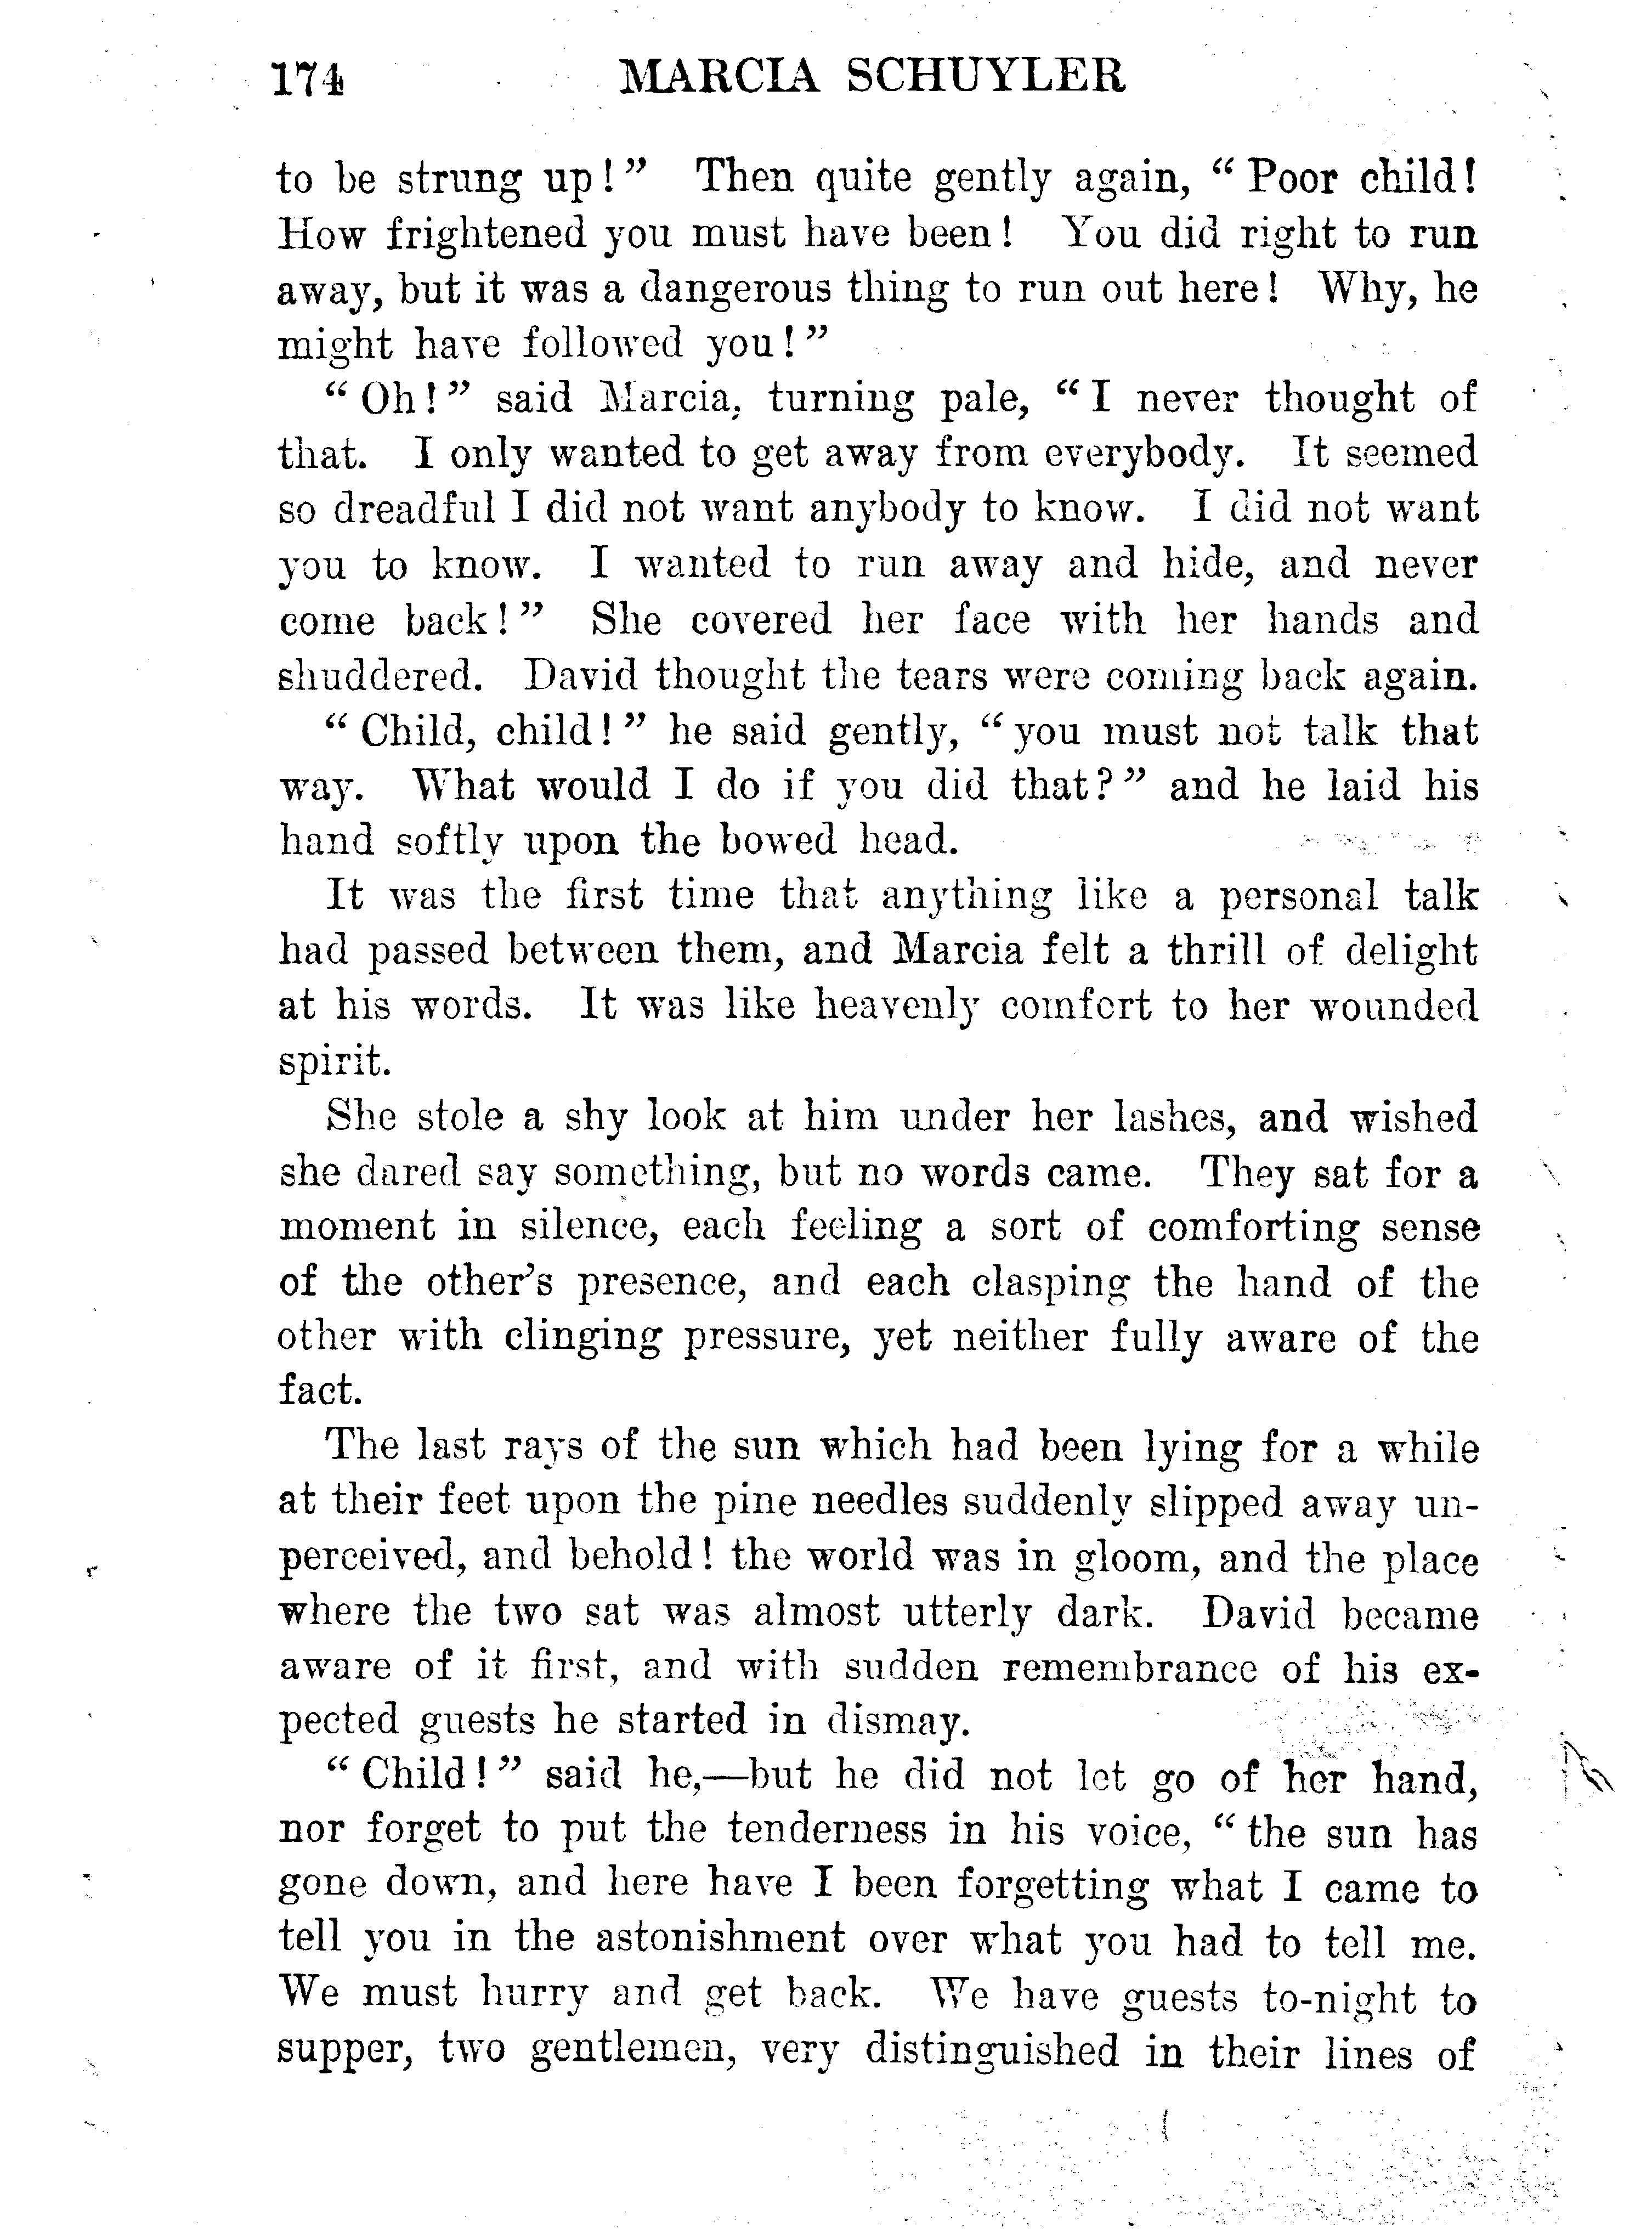 174 MARCIA SCHUYLER
to be strung up!" Then quite gently again, "Poor child!
How frightened you must have been! You did right to run
away, but it was a dangerous thing to run out here! Why, he
might have followed you!"
"Oh!" said Marcia, turning pale, "I never thought of
that. I only wanted to get away from everybody. It seemed
so dreadful I did not want anybody to know. I did not want
you to know. I wanted to run away and hide, and never
come back!" She covered her face with her hands and
shuddered. David thought the tears were coming back again.
"Child, child!" he said gently, "you must not talk that
way. What would I do if you did that?" and he laid his
hand softly upon the bowed head.
It was the first time that anything like a personal talk
had passed between them, and Marcia felt a thrill of delight
at his words. It was like heavenly comfort to her wounded
spirit.
She stole a shy look at him under her lashes, and wished
she dared say something, but no words came. They sat for a
moment in silence, each feeling a sort of comforting sense
of the other's presence, and each clasping the hand of the
other with clinging pressure, yet neither fully aware of the
fact.
The last rays of the sun which had been lying for a while
at their feet upon the pine needles suddenly slipped away un-
perceived, and behold! the world was in gloom, and the place
where the two sat was almost utterly dark. David became
aware of it first, and with sudden remembrance of his ex-
pected guests he started in dismay.
"Child!" said he,—but he did not let go of her hand,
nor forget to put the tenderness in his voice, "the sun has
gone down, and here have I been forgetting what I came to
tell you in the astonishment over what you had to tell me.
We must hurry and get back. We have guests to-night to
supper, two gentlemen, very distinguished in their lines of